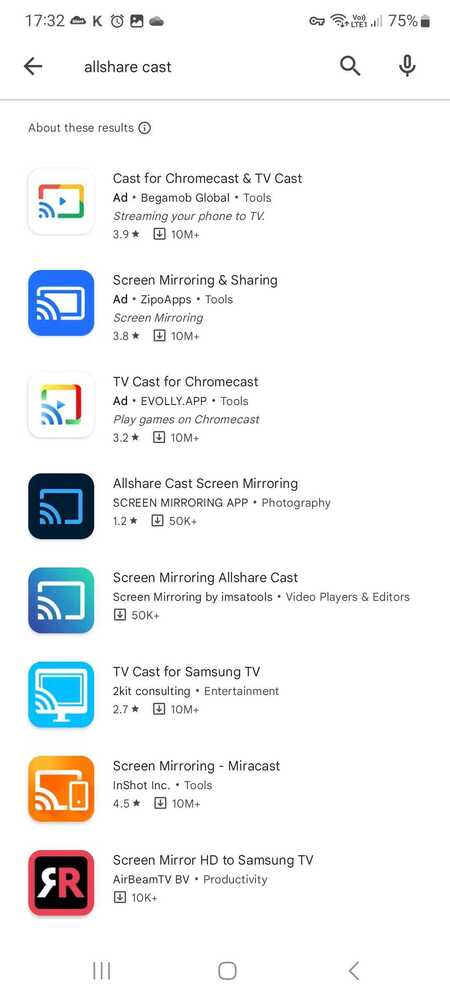 17:32 K Vo)) LTE1 75%
allshare cast
About these results
Cast for Chromecast & TV Cast
Ad • Begamob Global • Tools
Streaming your phone to TV.
3.9 ★ 10M+
Screen Mirroring & Sharing
Ad • ZipoApps • Tools
Screen Mirroring
3.8 ★ 10M+
TV Cast for Chromecast
Ad • EVOLLY.APP • Tools
Play games on Chromecast
3.2 ★ 10M+
Allshare Cast Screen Mirroring
SCREEN MIRRORING APP • Photography
1.2 ★ 50K+
Screen Mirroring Allshare Cast
Screen Mirroring by imsatools • Video Players & Editors
50K+
TV Cast for Samsung TV
2kit consulting • Entertainment
2.7 ★ 10M+
Screen Mirroring - Miracast
InShot Inc. • Tools
4.5 ★ 10M+
Screen Mirror HD to Samsung TV
AirBeamTV BV • Productivity
10K+